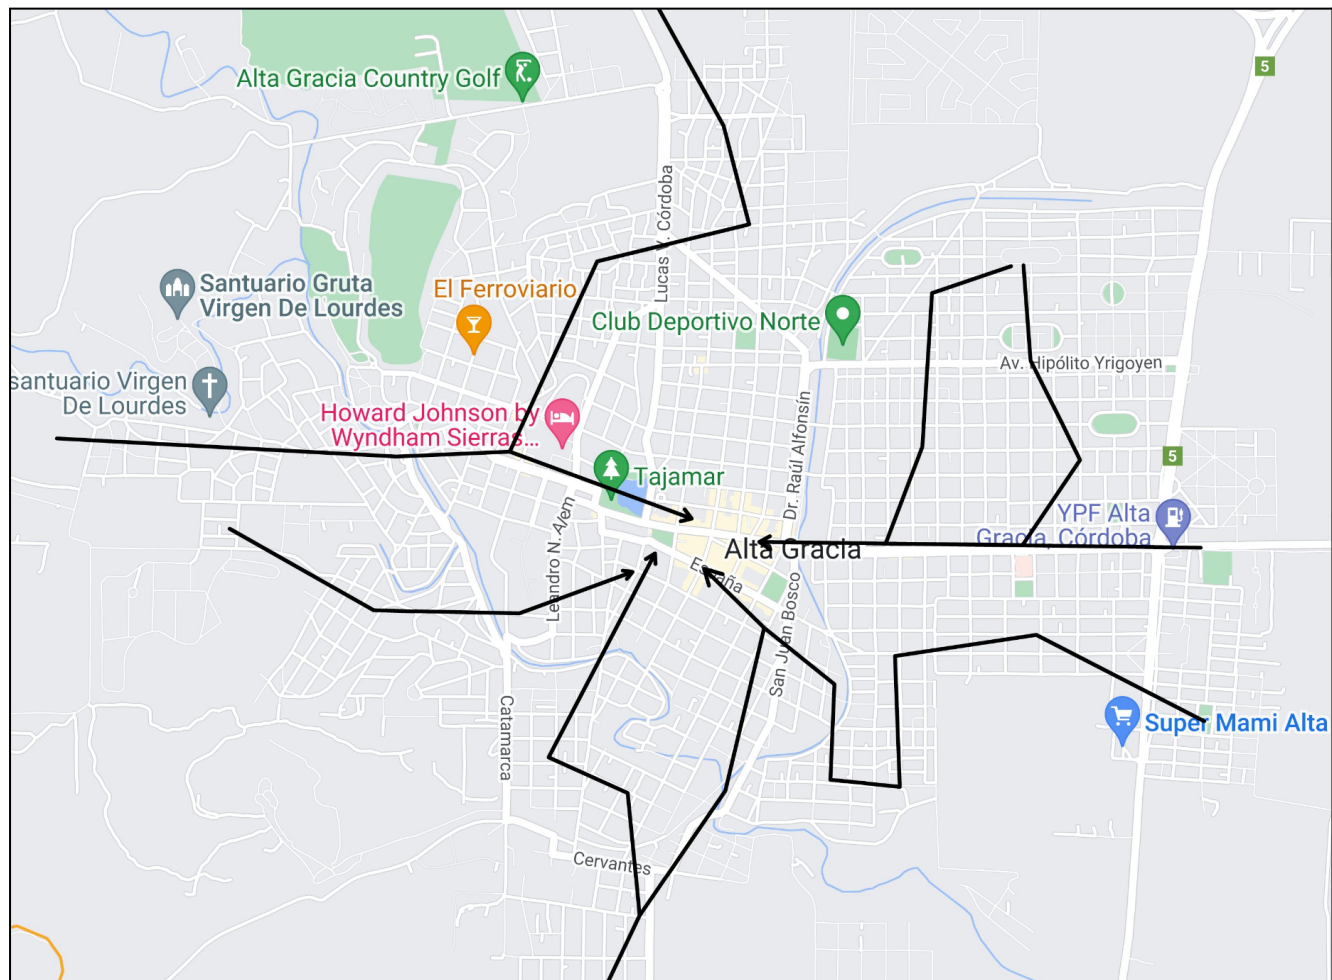 5
Alta Gracia Country Golf
Lucas V. Córdoba
Santuario Gruta
Virgen De Lourdes
El Ferroviario
Club Deportivo Norte
Av. Hipólito Yrigoyen
santuario Virgen
De Lourdes
Howard Johnson by
Wyndham Sierras...
Dr. Raúl Alfonsín
5
Tajamar
Leandro N. Alem
YPF Alta
Gracia, Córdoba
Alta Gracia
España
San Juan Bosco
Catamarca
Super Mami Alta
Cervantes